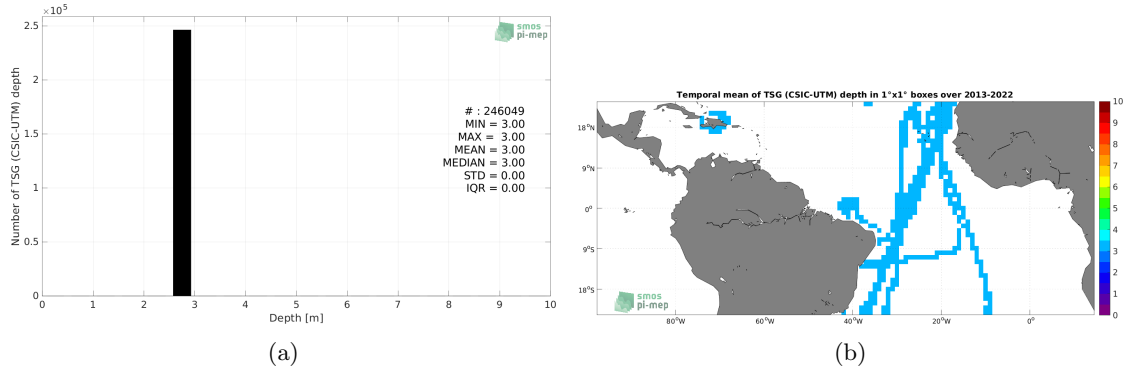 ×10⁵
2.5
2
1.5
1
0.5
0
0 1 2 3 4 5 6 7 8 9 10
Number of TSG (CSIC-UTM) depth
Depth [m]
smos
pi-mep
# : 246049
MIN = 3.00
MAX = 3.00
MEAN = 3.00
MEDIAN = 3.00
STD = 0.00
IQR = 0.00
(a)
Temporal mean of TSG (CSIC-UTM) depth in 1°x1° boxes over 2013-2022
18°N
9°N
0°
9°S
18°S
80°W 60°W 40°W 20°W 0°
10
9
8
7
6
5
4
3
2
1
0
smos
pi-mep
(b)